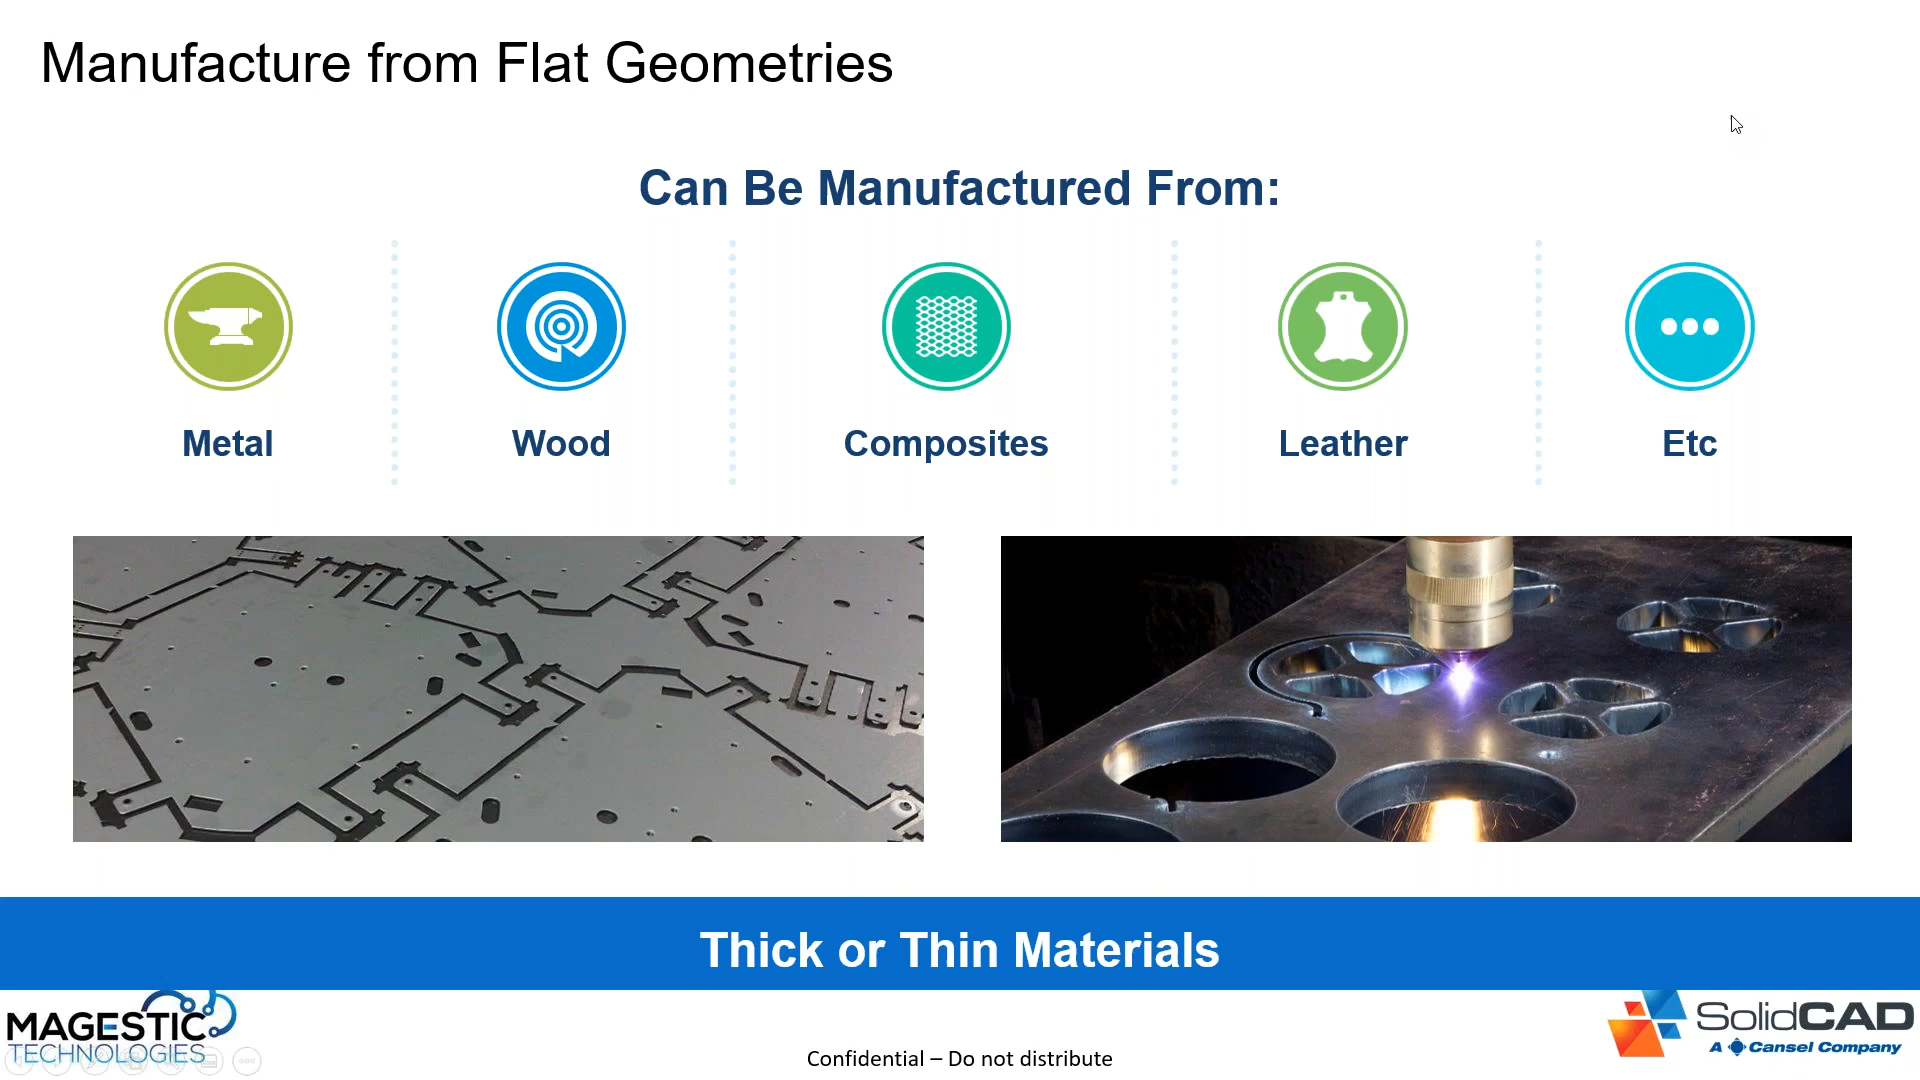 Manufacture from Flat Geometries
Can Be Manufactured From:
Metal
Wood
Composites
Leather
Etc
Thick or Thin Materials
MAGESTIC
TECHNOLOGIES
Confidential – Do not distribute
SolidCAD
A Cansel Company